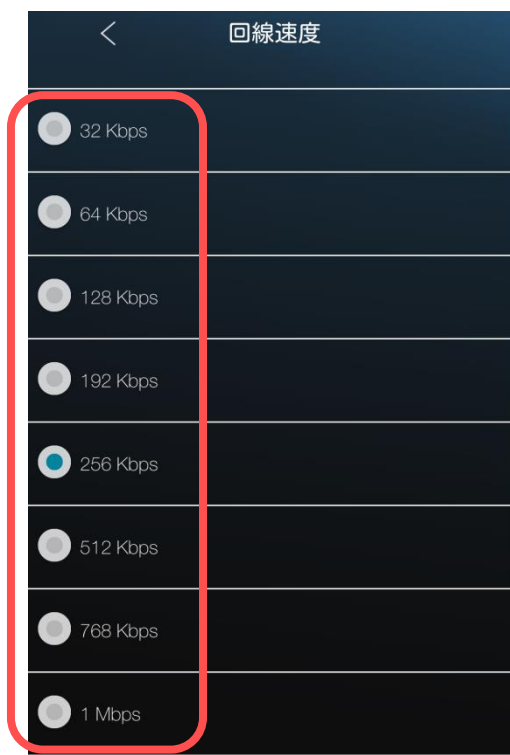 回線速度
32 Kbps
64 Kbps
128 Kbps
192 Kbps
256 Kbps
512 Kbps
768 Kbps
1 Mbps